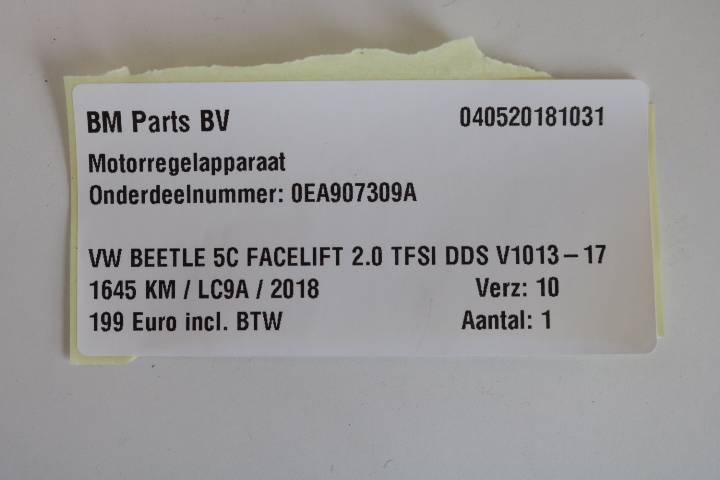 BM Parts BV 040520181031
Motorregelapparaat
Onderdeelnummer: 0EA907309A
VW BEETLE 5C FACELIFT 2.0 TFSI DDS V1013-17
1645 KM / LC9A / 2018 Verz: 10
199 Euro incl. BTW Aantal: 1